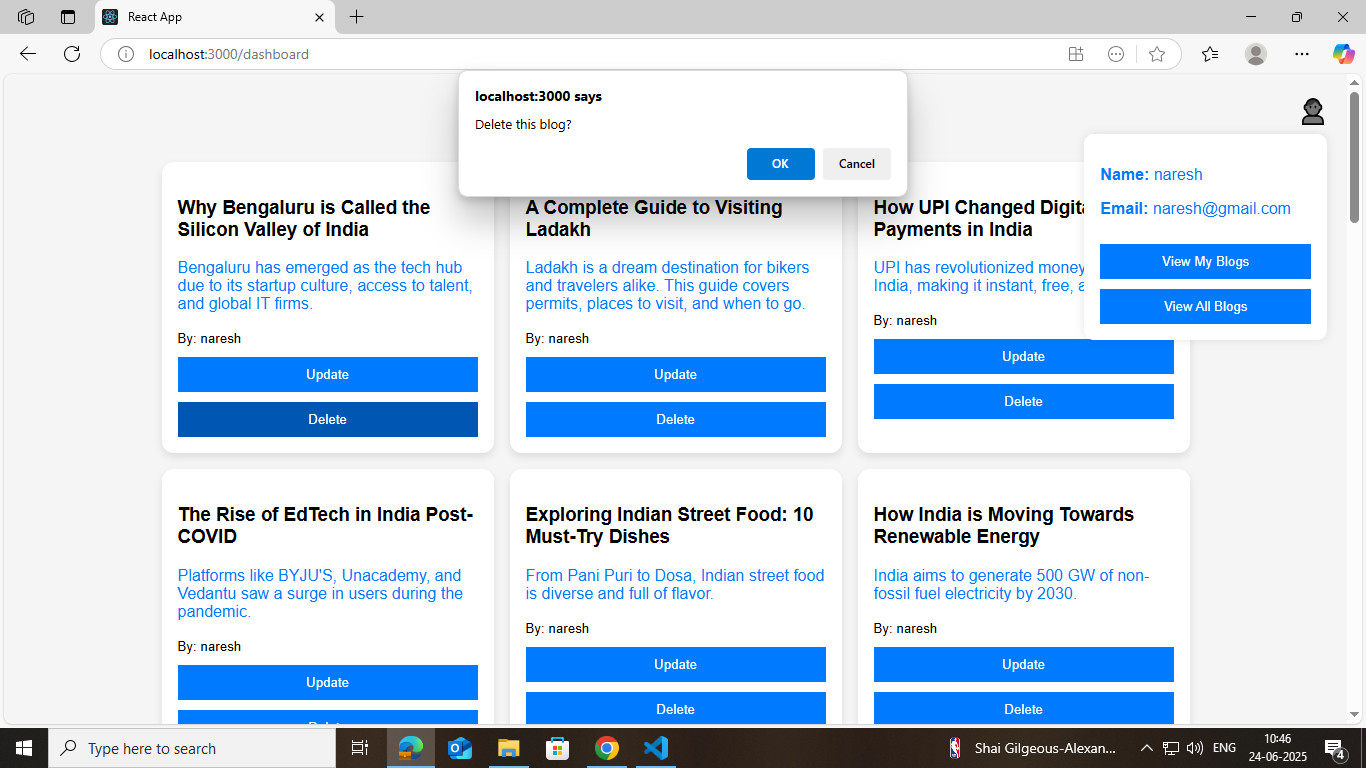 React App
localhost:3000/dashboard
localhost:3000 says
Delete this blog?
OK
Cancel
Name: naresh
Email: naresh@gmail.com
View My Blogs
View All Blogs
Why Bengaluru is Called the
Silicon Valley of India
Bengaluru has emerged as the tech hub
due to its startup culture, access to talent,
and global IT firms.
By: naresh
Update
Delete
A Complete Guide to Visiting
Ladakh
Ladakh is a dream destination for bikers
and travelers alike. This guide covers
permits, places to visit, and when to go.
By: naresh
Update
Delete
How UPI Changed Digita
Payments in India
UPI has revolutionized money
India, making it instant, free, a
By: naresh
Update
Delete
The Rise of EdTech in India Post-
COVID
Platforms like BYJU'S, Unacademy, and
Vedantu saw a surge in users during the
pandemic.
By: naresh
Update
Delete
Exploring Indian Street Food: 10
Must-Try Dishes
From Pani Puri to Dosa, Indian street food
is diverse and full of flavor.
By: naresh
Update
Delete
How India is Moving Towards
Renewable Energy
India aims to generate 500 GW of non-
fossil fuel electricity by 2030.
By: naresh
Update
Delete
Type here to search
Shai Gilgeous-Alexan...
ENG
10:46
24-06-2025
4